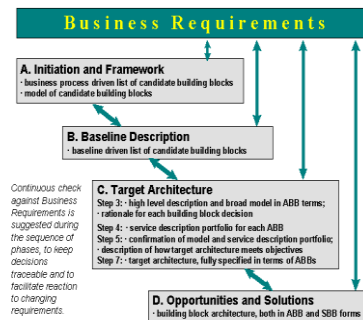 Business Requirements
A. Initiation and Framework
· business process driven list of candidate building blocks
· model of candidate building blocks
B. Baseline Description
· baseline driven list of candidate building blocks
C. Target Architecture
Step 3: · high level description and broad model in ABB terms;
· rationale for each building block decision
Step 4: · service description portfolio for each ABB
Step 5: · confirmation of model and service description portfolio;
· description of how target architecture meets objectives
Step 7: · target architecture, fully specified in terms of ABBs
D. Opportunities and Solutions
· building block architecture, both in ABB and SBB forms
Continuous check
against Business
Requirements is
suggested during
the sequence of
phases, to keep
decisions
traceable and to
facilitate reaction
to changing
requirements.